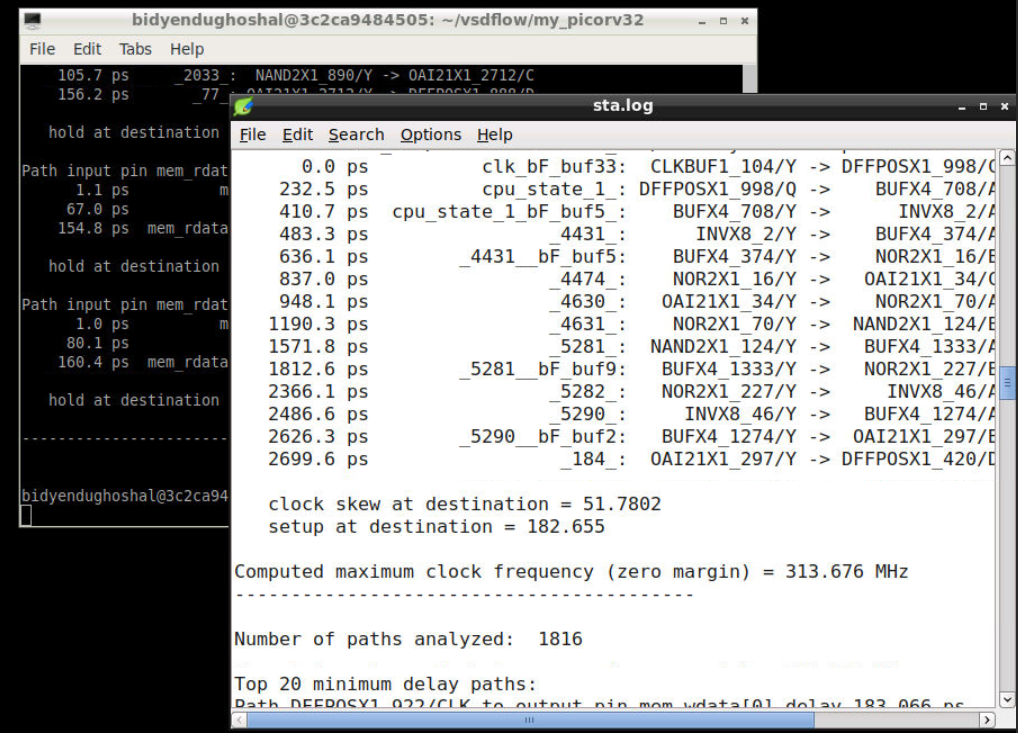 bidyendughoshal@3c2ca9484505: ~/vsdflow/my_picorv32
File Edit Tabs Help
105.7 ps _2033_: NAND2X1_890/Y -> OAI21X1_2712/C
156.2 ps _77_: OAI21X1_2712/Y -> DFFPOSX1_888/D
hold at destination
Path input pin mem_rdat
1.1 ps m
67.0 ps
154.8 ps mem_rdata
hold at destination
Path input pin mem_rdat
1.0 ps m
80.1 ps
160.4 ps mem_rdata
hold at destination
-----------------------
bidyendughoshal@3c2ca94
sta.log
File Edit Search Options Help
0.0 ps clk_bF_buf33: CLKBUF1_104/Y -> DFFPOSX1_998/C
232.5 ps cpu_state_1_: DFFPOSX1_998/Q -> BUFX4_708/A
410.7 ps cpu_state_1_bF_buf5_: BUFX4_708/Y -> INVX8_2/A
483.3 ps _4431_: INVX8_2/Y -> BUFX4_374/A
636.1 ps _4431__bF_buf5: BUFX4_374/Y -> NOR2X1_16/B
837.0 ps _4474_: NOR2X1_16/Y -> OAI21X1_34/C
948.1 ps _4630_: OAI21X1_34/Y -> NOR2X1_70/A
1190.3 ps _4631_: NOR2X1_70/Y -> NAND2X1_124/B
1571.8 ps _5281_: NAND2X1_124/Y -> BUFX4_1333/A
1812.6 ps _5281__bF_buf9: BUFX4_1333/Y -> NOR2X1_227/B
2366.1 ps _5282_: NOR2X1_227/Y -> INVX8_46/A
2486.6 ps _5290_: INVX8_46/Y -> BUFX4_1274/A
2626.3 ps _5290__bF_buf2: BUFX4_1274/Y -> OAI21X1_297/B
2699.6 ps _184_: OAI21X1_297/Y -> DFFPOSX1_420/D
clock skew at destination = 51.7802
setup at destination = 182.655
Computed maximum clock frequency (zero margin) = 313.676 MHz
-----------------------------------------
Number of paths analyzed: 1816
Top 20 minimum delay paths:
Path DFFPOSX1_922/CLK to output pin mem_wdata[0] delay 183.066 ps